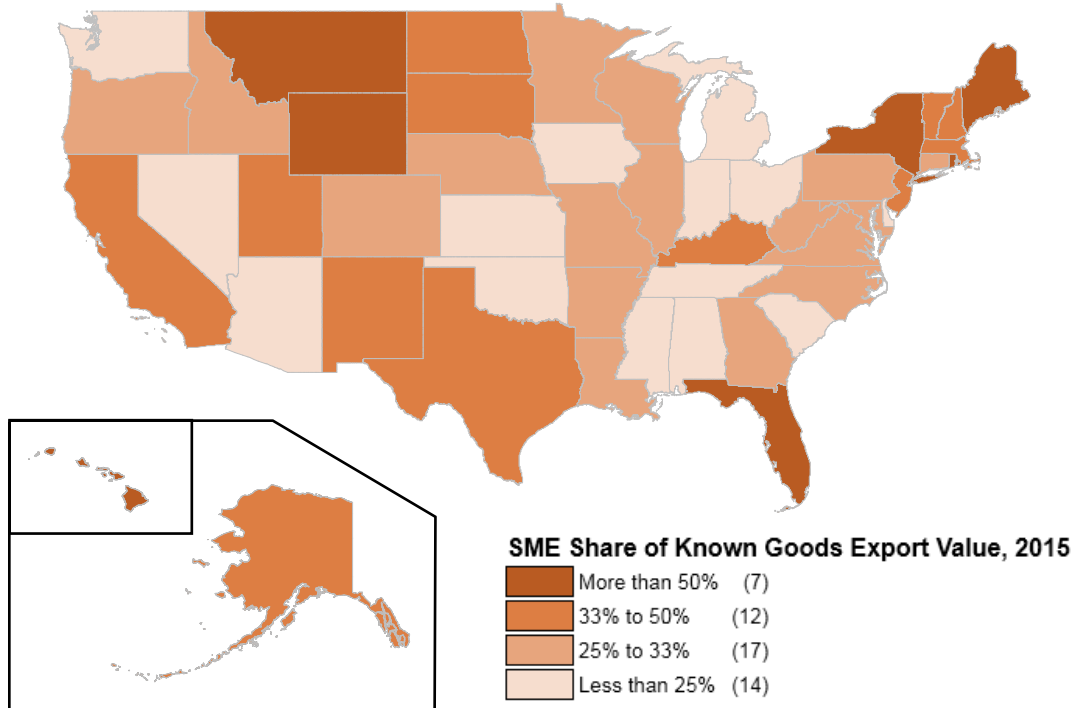 SME Share of Known Goods Export Value, 2015
More than 50% (7)
33% to 50% (12)
25% to 33% (17)
Less than 25% (14)